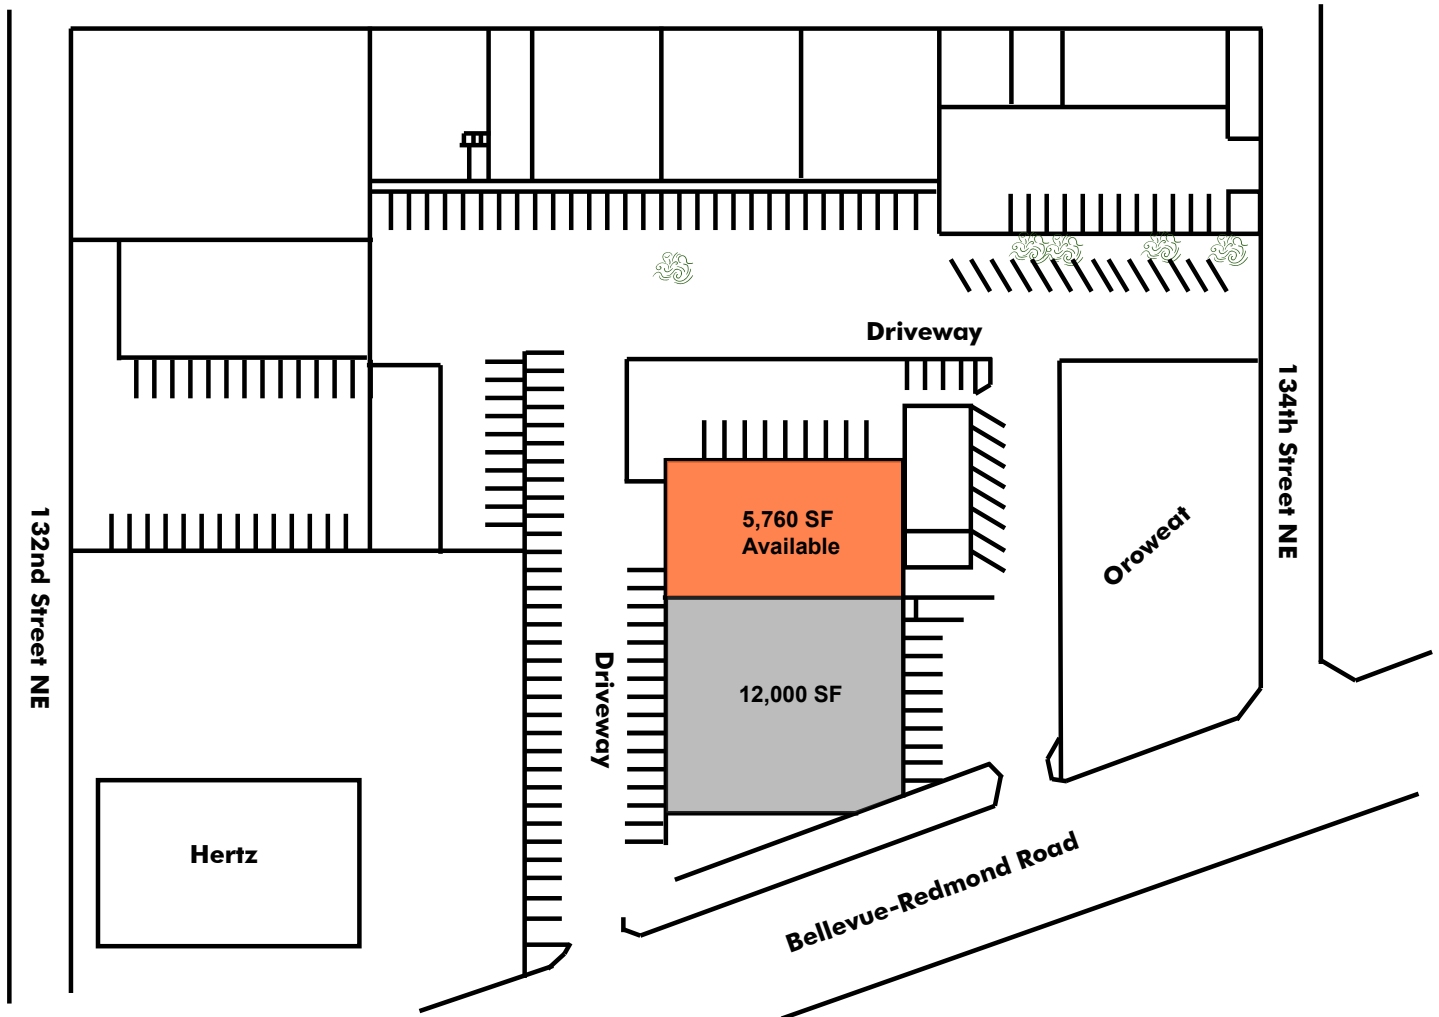 Driveway
134th Street NE
132nd Street NE
5,760 SF
Available
Oroweat
Driveway
12,000 SF
Hertz
Bellevue-Redmond Road